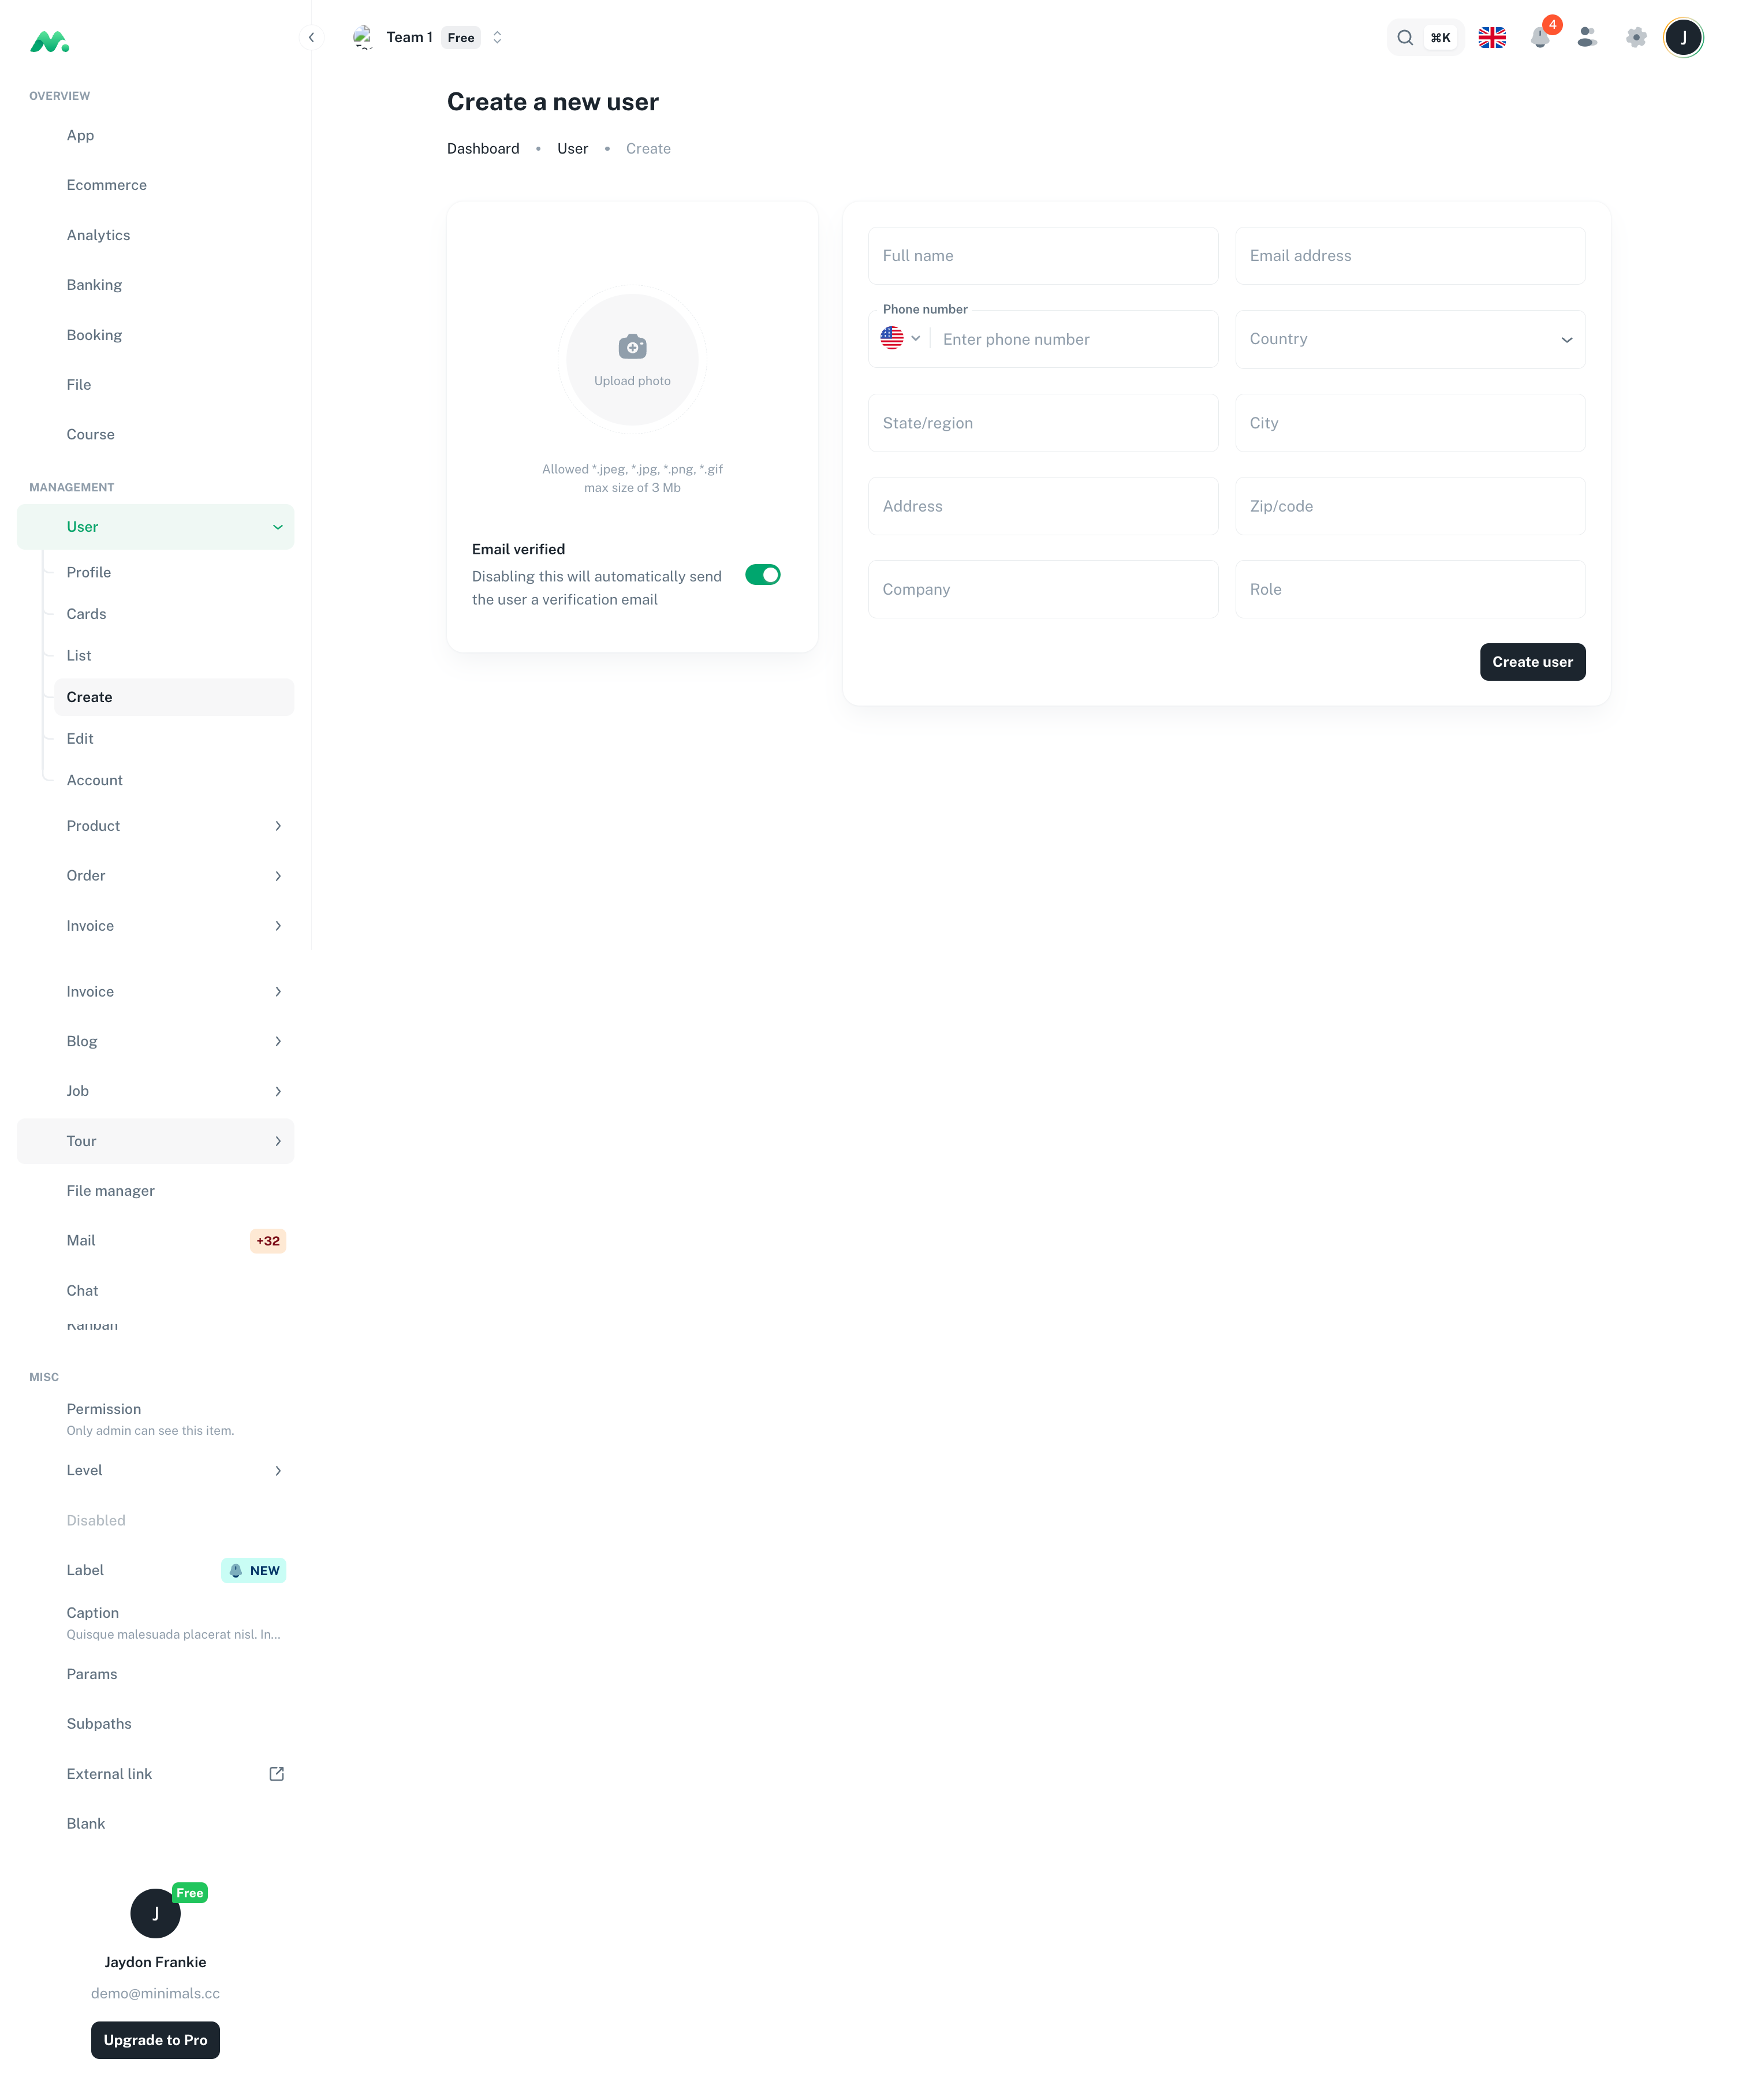 Team 1 Free
⌘K
4
J
OVERVIEW
App
Ecommerce
Analytics
Banking
Booking
File
Course
MANAGEMENT
User
Profile
Cards
List
Create
Edit
Account
Product
Order
Invoice
Invoice
Blog
Job
Tour
File manager
Mail +32
Chat
Kanban
MISC
Permission
Only admin can see this item.
Level
Disabled
Label NEW
Caption
Quisque malesuada placerat nisl. In...
Params
Subpaths
External link
Blank
J Free
Jaydon Frankie
demo@minimals.cc
Upgrade to Pro
Create a new user
Dashboard • User • Create
Upload photo
Allowed *.jpeg, *.jpg, *.png, *.gif
max size of 3 Mb
Email verified
Disabling this will automatically send
the user a verification email
Full name
Email address
Phone number
Enter phone number
Country
State/region
City
Address
Zip/code
Company
Role
Create user